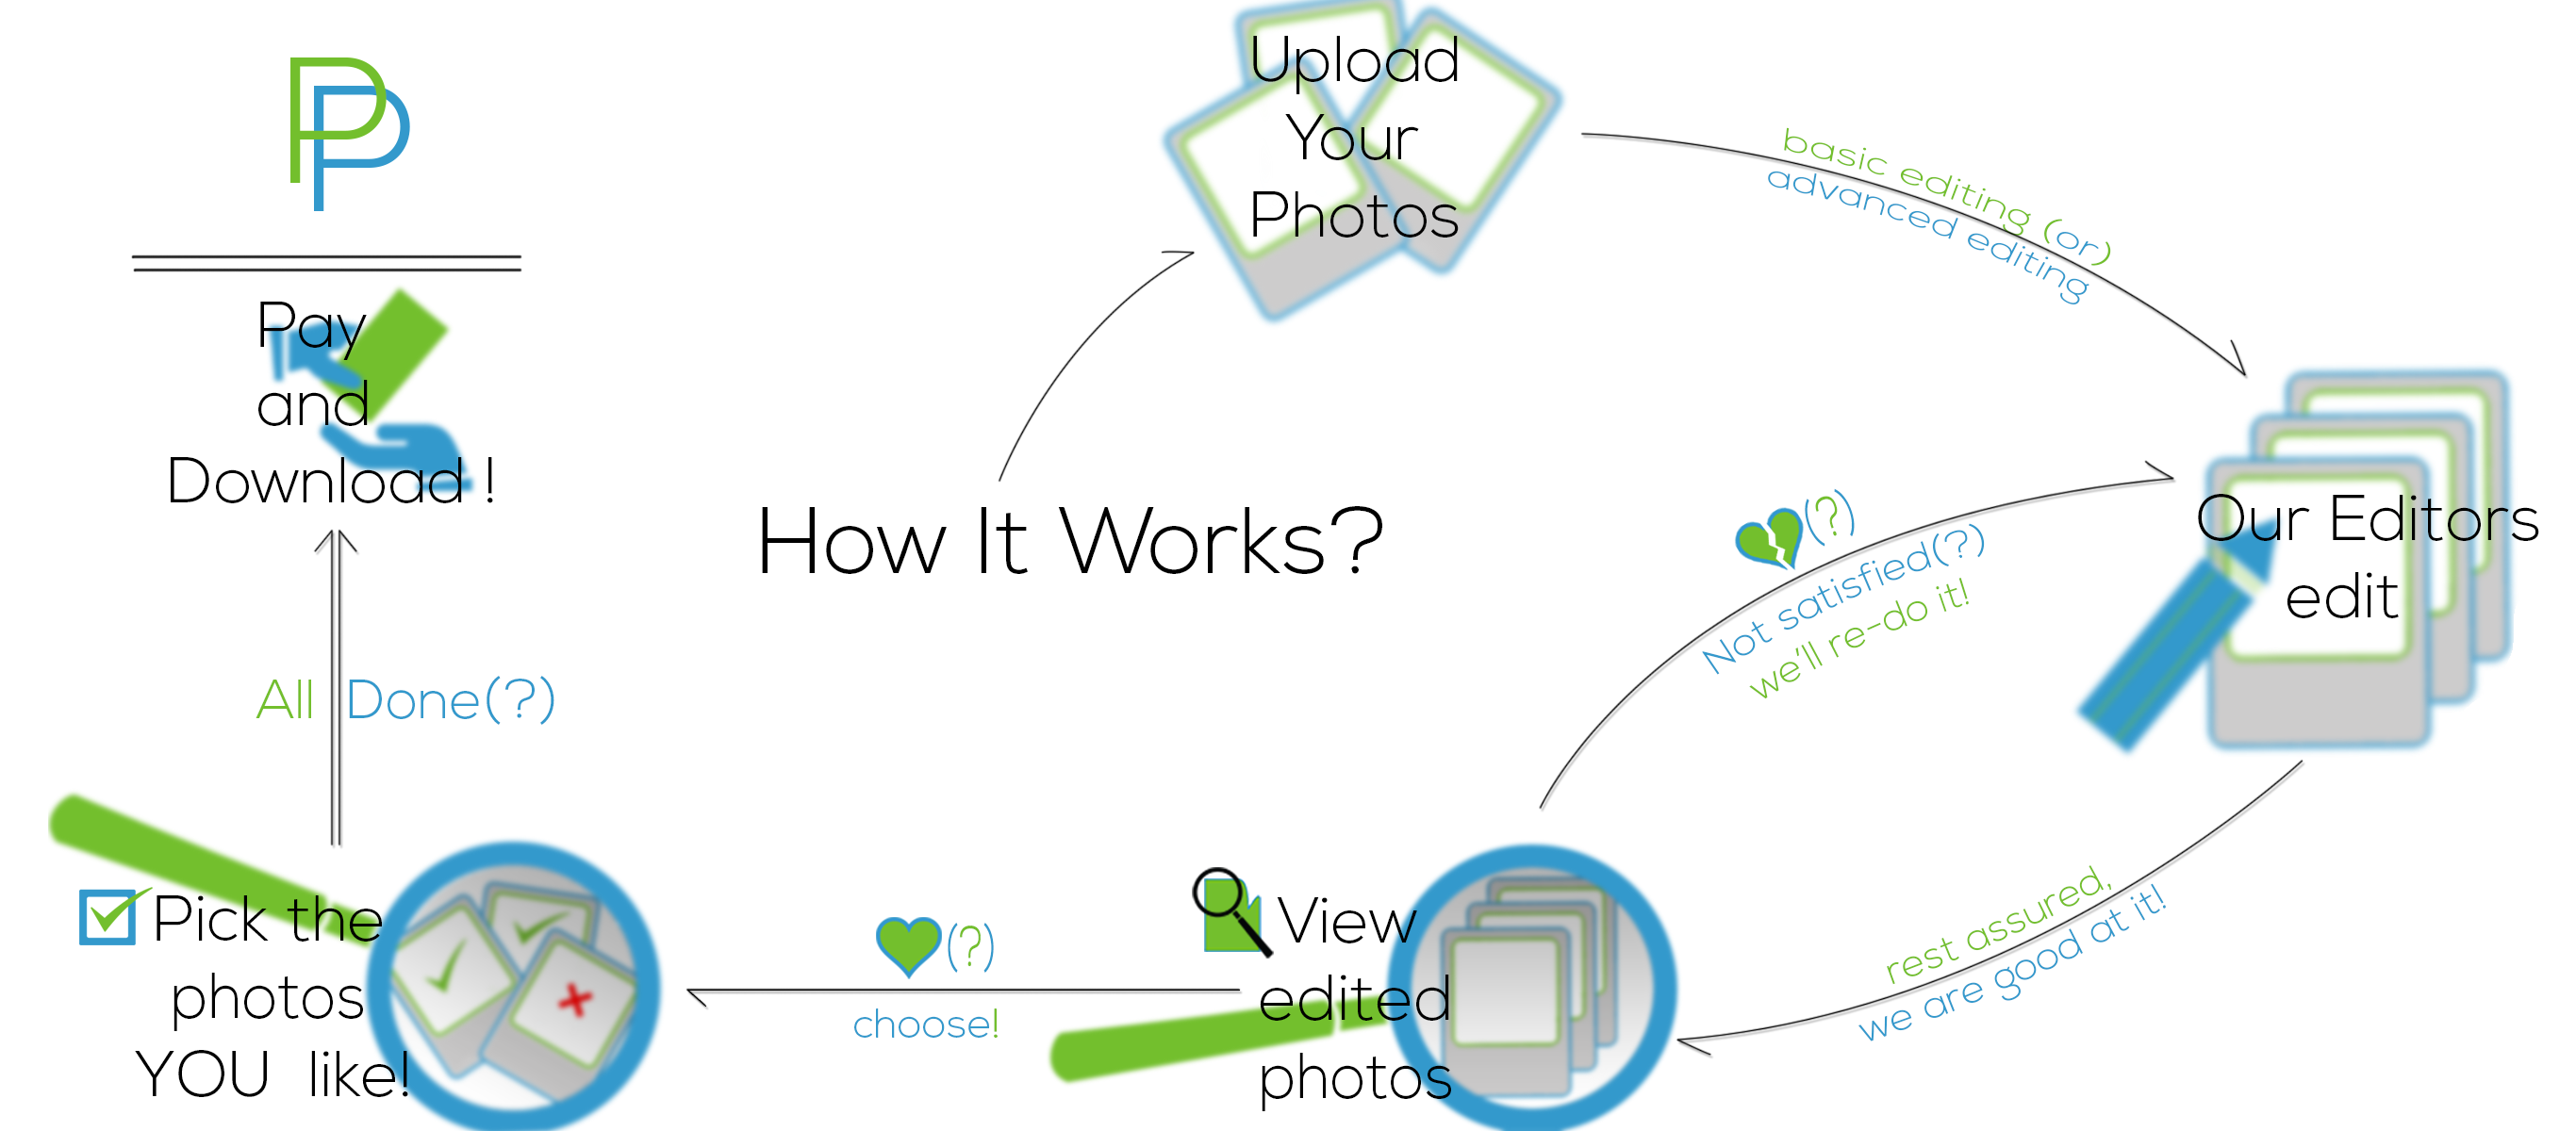 PP
How It Works?
Upload
Your
Photos
basic editing (or)
advanced editing
Our Editors
edit
rest assured,
we are good at it!
View
edited
photos
(?)
Not satisfied(?)
we'll re-do it!
(?)
choose!
Pick the
photos
YOU like!
All Done(?)
Pay
and
Download !